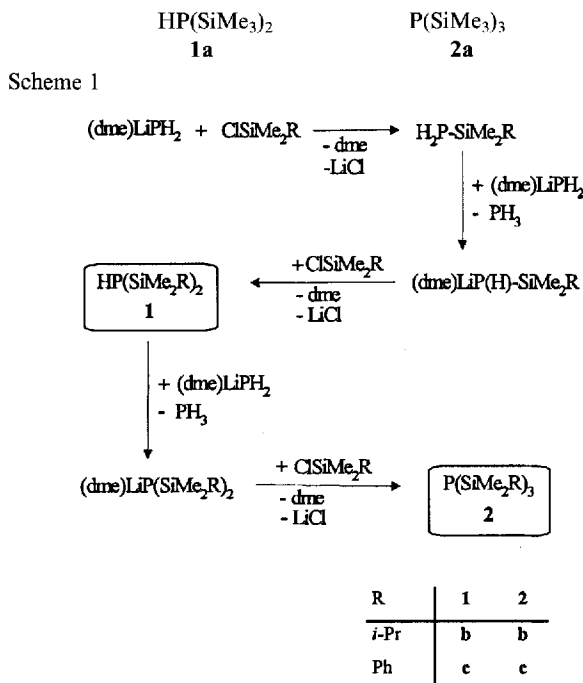 HP(SiMe₃)₂ P(SiMe₃)₃
1a 2a
Scheme 1
(dme)LiPH₂ + ClSiMe₂R - dme -LiCl H₂P-SiMe₂R
+ (dme)LiPH₂
- PH₃
HP(SiMe₂R)₂ +ClSiMe₂R - dme - LiCl (dme)LiP(H)-SiMe₂R
1
+ (dme)LiPH₂
- PH₃
(dme)LiP(SiMe₂R)₂ + ClSiMe₂R - dme - LiCl P(SiMe₂R)₃
2
R 1 2
i-Pr b b
Ph c c